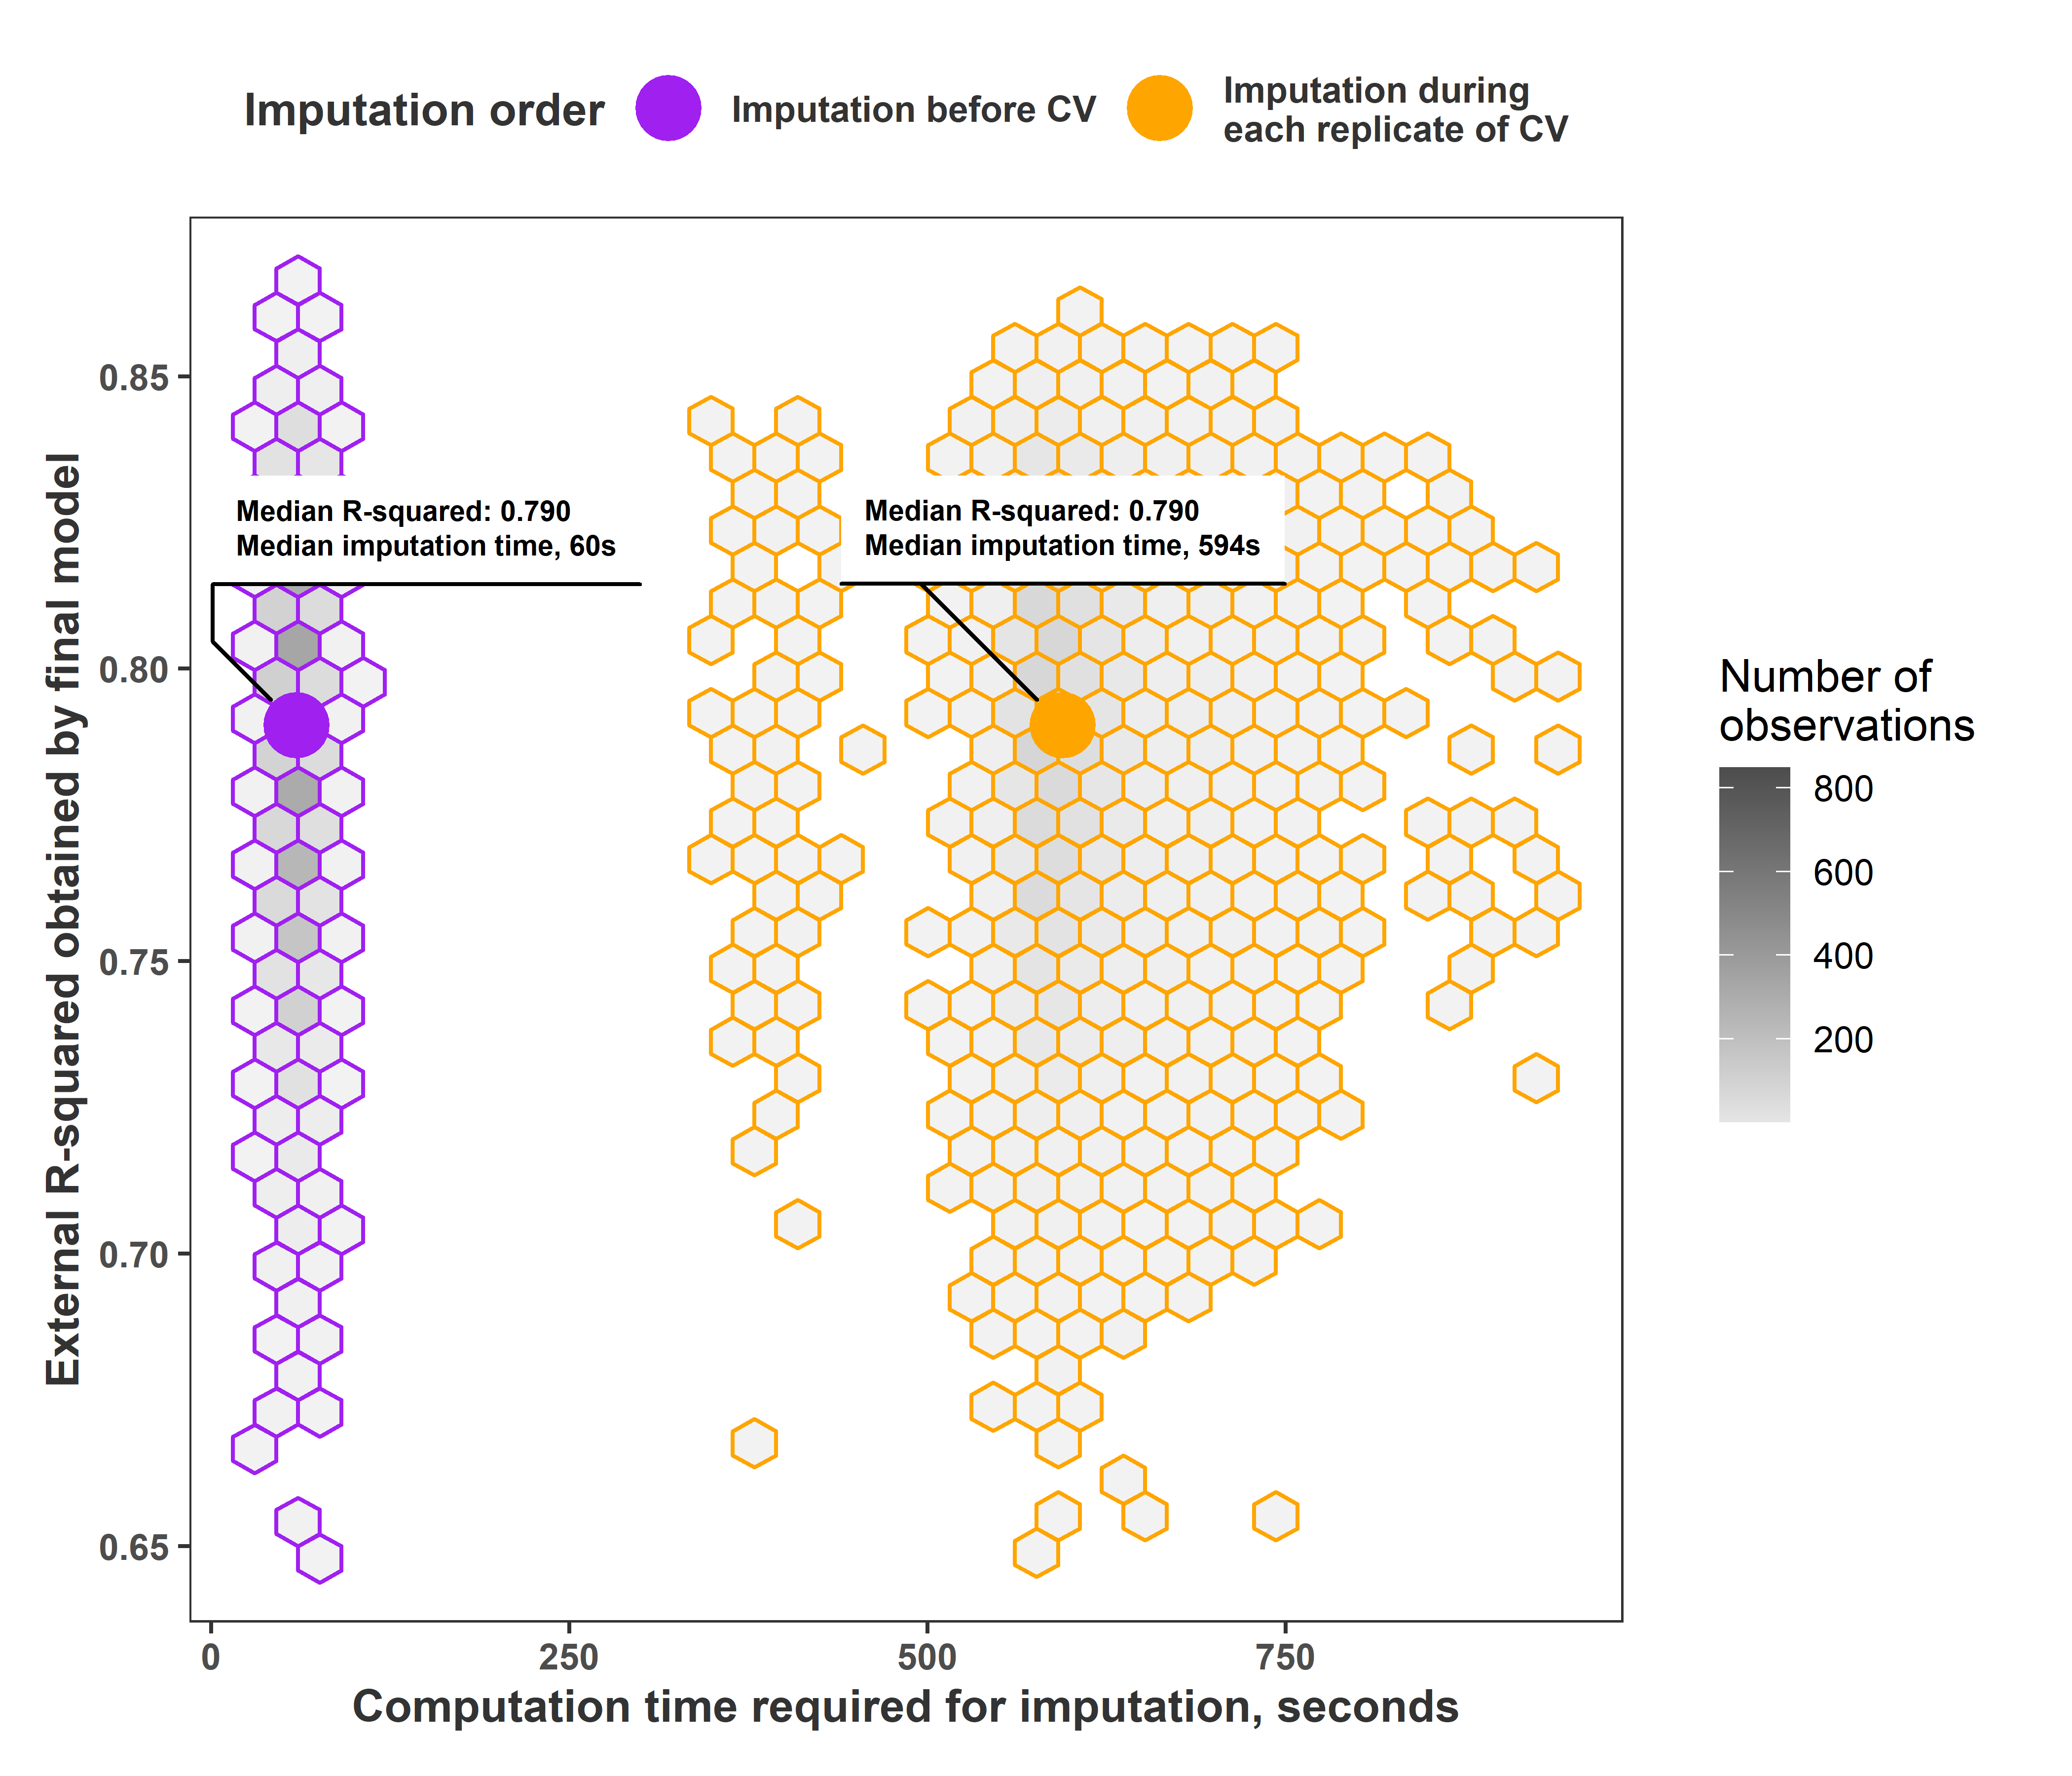 Imputation order
Imputation before CV
Imputation during
each replicate of CV
External R-squared obtained by final model
0.85
0.80
0.75
0.70
0.65
Median R-squared: 0.790
Median imputation time, 60s
Median R-squared: 0.790
Median imputation time, 594s
Number of
observations
800
600
400
200
0
250
500
750
Computation time required for imputation, seconds